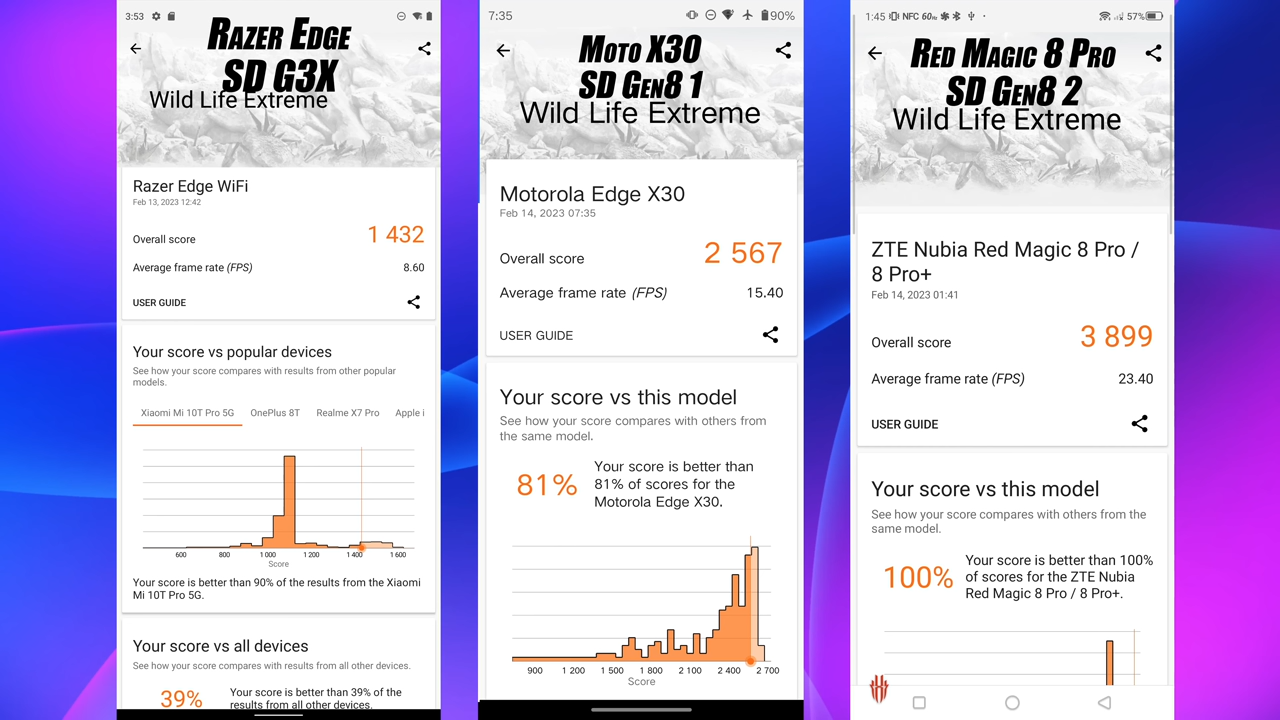 3:53
RAZER EDGE
SD G3X
Wild Life Extreme
Razer Edge WiFi
Feb 13, 2023 12:42
Overall score 1 432
Average frame rate (FPS) 8.60
USER GUIDE
Your score vs popular devices
See how your score compares with results from other popular
models.
Xiaomi Mi 10T Pro 5G OnePlus 8T Realme X7 Pro Apple i
600 800 1 000 1 200 1 400 1 600
Score
Your score is better than 90% of the results from the Xiaomi
Mi 10T Pro 5G.
Your score vs all devices
See how your score compares with results from all other devices.
39%
Your score is better than 39% of the
results from all other devices.
7:35 90%
MOTO X30
SD GEN8 1
Wild Life Extreme
Motorola Edge X30
Feb 14, 2023 07:35
Overall score 2 567
Average frame rate (FPS) 15.40
USER GUIDE
Your score vs this model
See how your score compares with others from
the same model.
81%
Your score is better than
81% of scores for the
Motorola Edge X30.
900 1 200 1 500 1 800 2 100 2 400 2 700
Score
1:45 NFC 60Hz 57%
RED MAGIC 8 PRO
SD GEN8 2
Wild Life Extreme
ZTE Nubia Red Magic 8 Pro /
8 Pro+
Feb 14, 2023 01:41
Overall score 3 899
Average frame rate (FPS) 23.40
USER GUIDE
Your score vs this model
See how your score compares with others from the
same model.
100%
Your score is better than 100%
of scores for the ZTE Nubia
Red Magic 8 Pro / 8 Pro+.